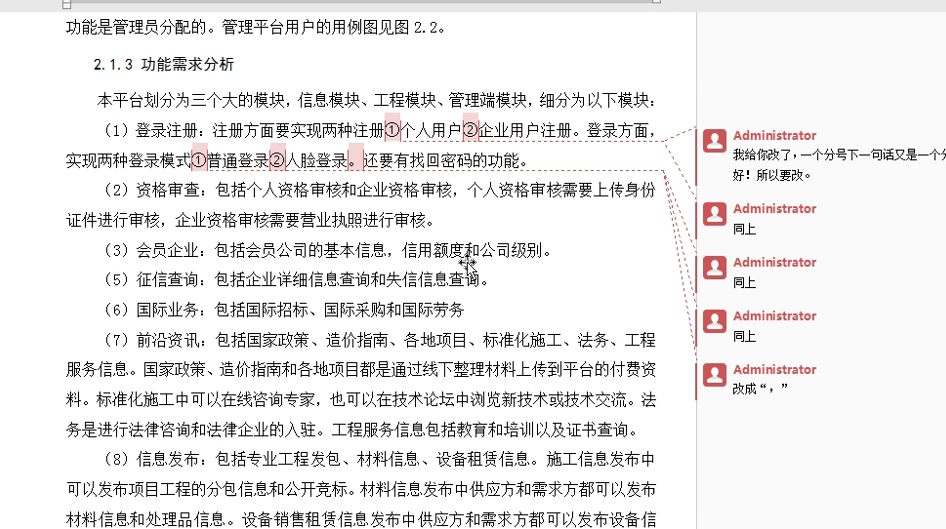 功能是管理员分配的。管理平台用户的用例图见图 2.2。
2.1.3 功能需求分析
本平台划分为三个大的模块，信息模块、工程模块、管理端模块，细分为以下模块：
（1）登录注册：注册方面要实现两种注册①个人用户②企业用户注册。登录方面，
实现两种登录模式①普通登录②人脸登录。还要有找回密码的功能。
（2）资格审查：包括个人资格审核和企业资格审核，个人资格审核需要上传身份
证件进行审核，企业资格审核需要营业执照进行审核。
（3）会员企业：包括会员公司的基本信息，信用额度和公司级别。
（5）征信查询：包括企业详细信息查询和失信信息查询。
（6）国际业务：包括国际招标、国际采购和国际劳务
（7）前沿资讯：包括国家政策、造价指南、各地项目、标准化施工、法务、工程
服务信息。国家政策、造价指南和各地项目都是通过线下整理材料上传到平台的付费资
料。标准化施工中可以在线咨询专家，也可以在技术论坛中浏览新技术或技术交流。法
务是进行法律咨询和法律企业的入驻。工程服务信息包括教育和培训以及证书查询。
（8）信息发布：包括专业工程发包、材料信息、设备租赁信息。施工信息发布中
可以发布项目工程的分包信息和公开竞标。材料信息发布中供应方和需求方都可以发布
材料信息和处理品信息。设备销售租赁信息发布中供应方和需求方都可以发布设备信
Administrator
我给你改了，一个分号下一句话又是一个分
好！所以要改。
Administrator
同上
Administrator
同上
Administrator
同上
Administrator
改成“，”